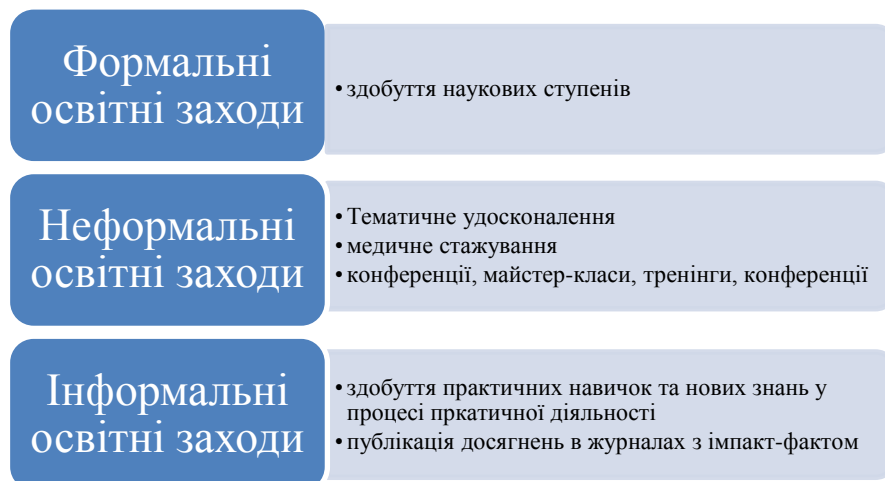 Формальні
освітні заходи
• здобуття наукових ступенів
Неформальні
освітні заходи
• Тематичне удосконалення
• медичне стажування
• конференції, майстер-класи, тренінги, конференції
Інформальні
освітні заходи
• здобуття практичних навичок та нових знань у
процесі пркатичної діяльності
• публікація досягнень в журналах з імпакт-фактом